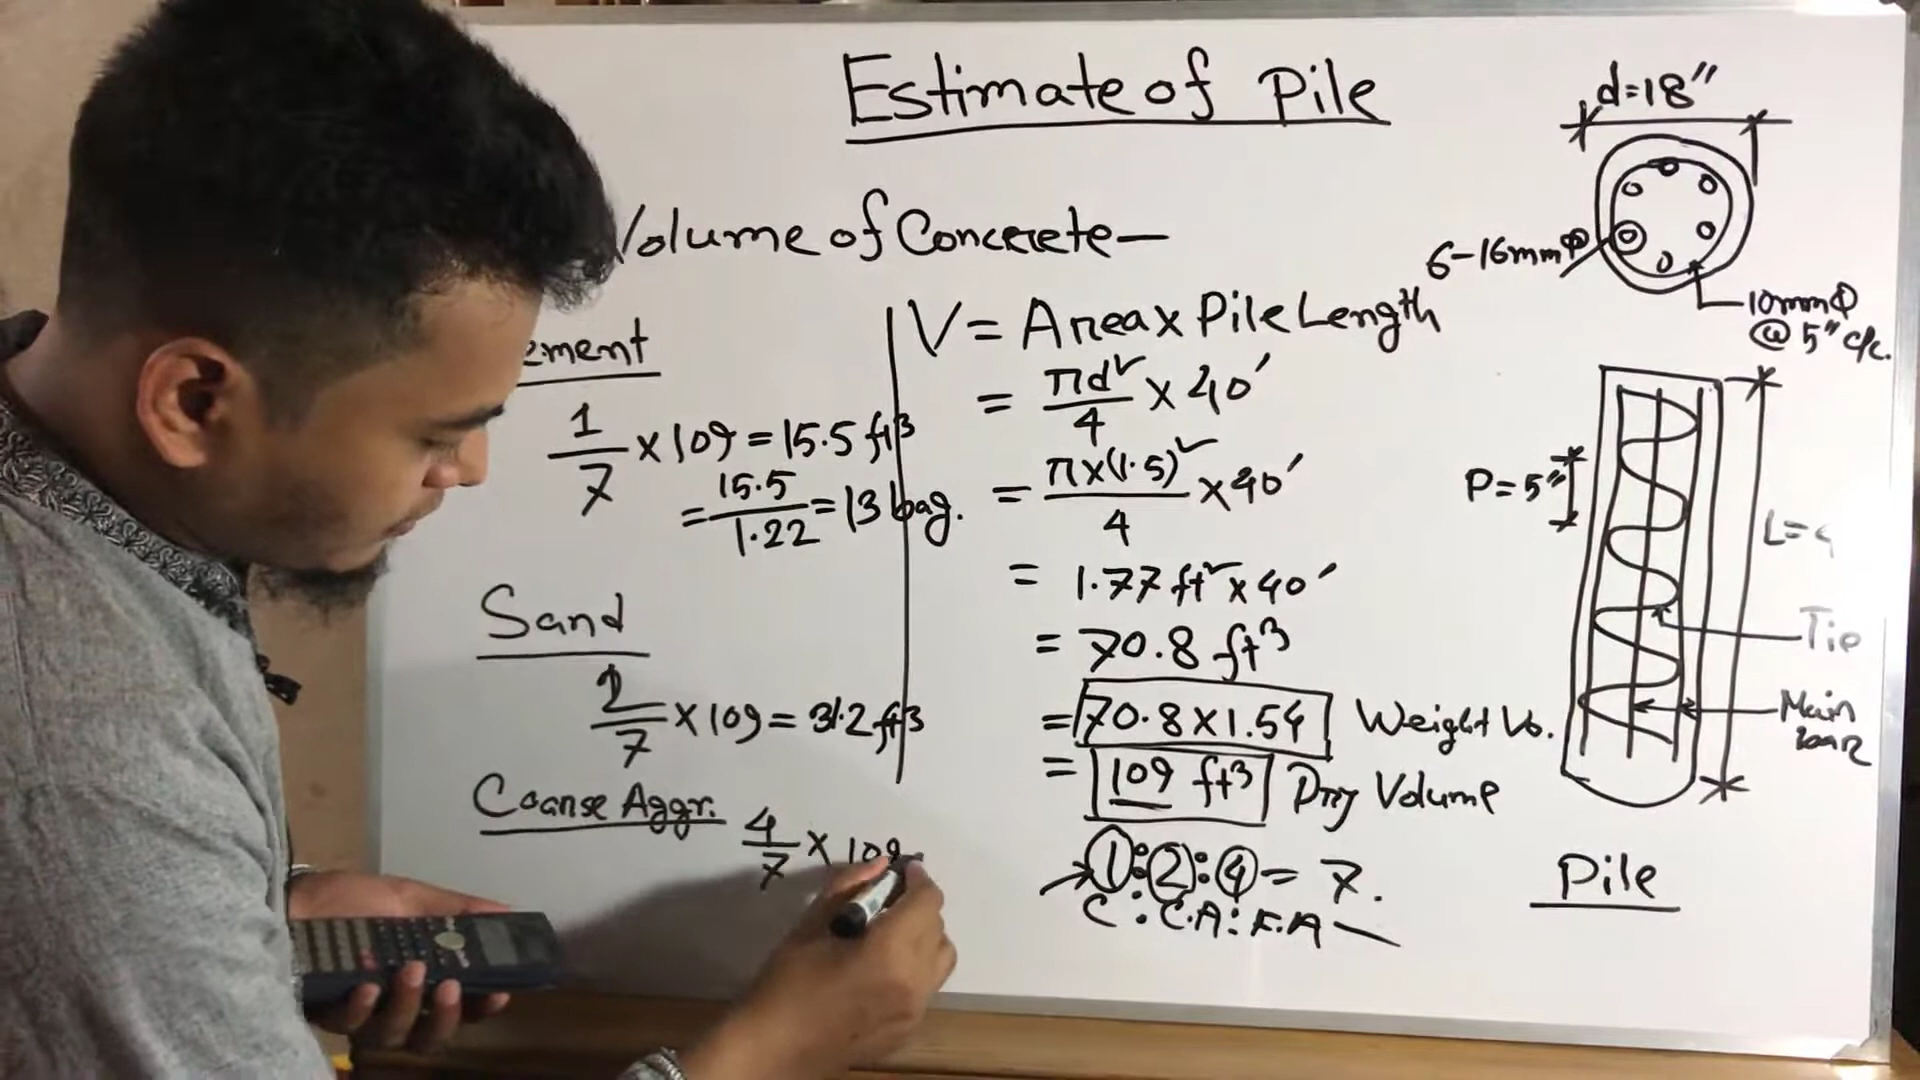 Estimate of Pile
Volume of Concrete—
ement
1/7 × 109 = 15.5 ft³
= 15.5/1.22 = 13 bag.
Sand
2/7 × 109 = 31.2 ft³
Coarse Aggr.
4/7 × 109
V = Area × Pile Length
= πd²/4 × 40′
= π×(1.5)²/4 × 40′
= 1.77 ft² × 40′
= 70.8 ft³
= 70.8 × 1.54 Weight Vo.
= 109 ft³ Dry Volume
1:2:4 = 7.
C : C.A : F.A —
d=18″
6-16mmΦ
10mmΦ
@ 5″ c/c.
P=5″
L=4
Tie
Main
bar
Pile